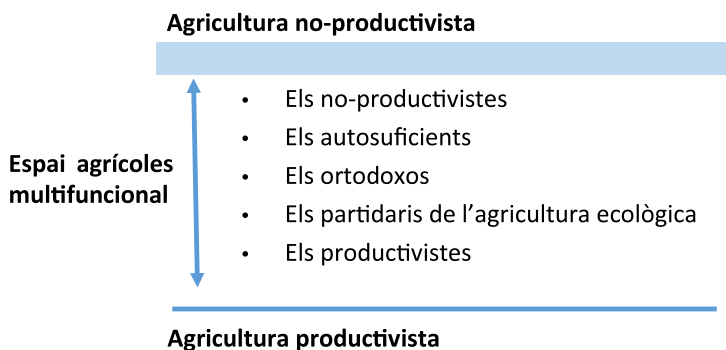 Agricultura no-productivista
• Els no-productivistes
• Els autosuficients
• Els ortodoxos
• Els partidaris de l’agricultura ecològica
• Els productivistes
Espai agrícoles
multifuncional
Agricultura productivista